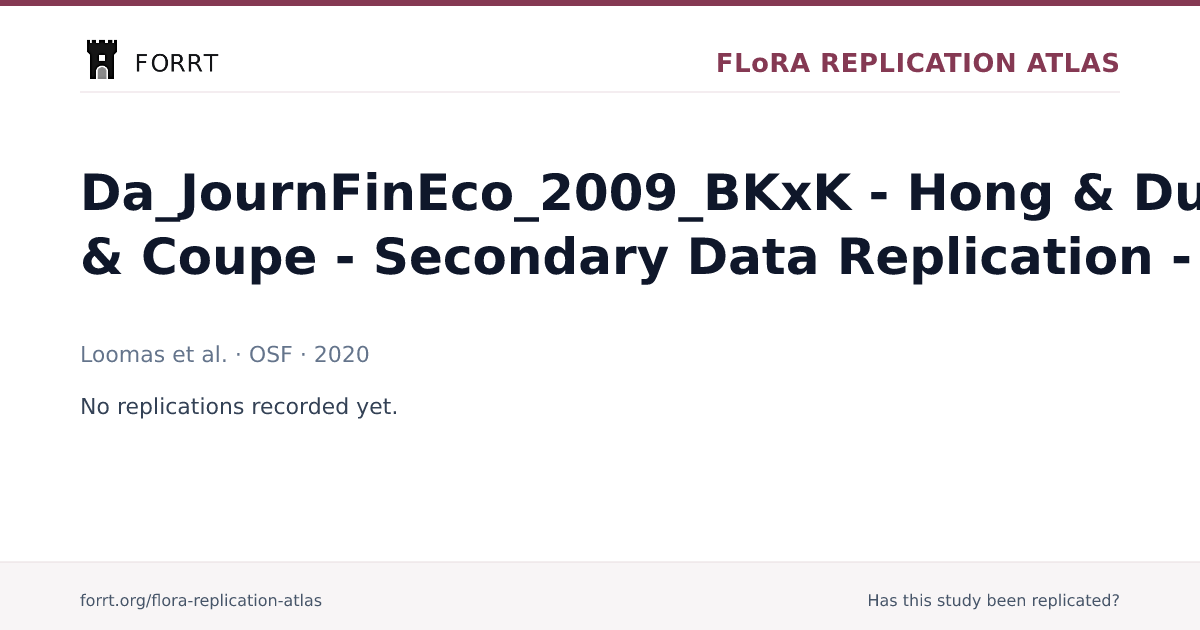 FORRT
FLoRA REPLICATION ATLAS
Da_JournFinEco_2009_BKxK - Hong &
& Coupe - Secondary Data Replication -
Loomas et al. · OSF · 2020
No replications recorded yet.
forrt.org/flora-replication-atlas
Has this study been replicated?